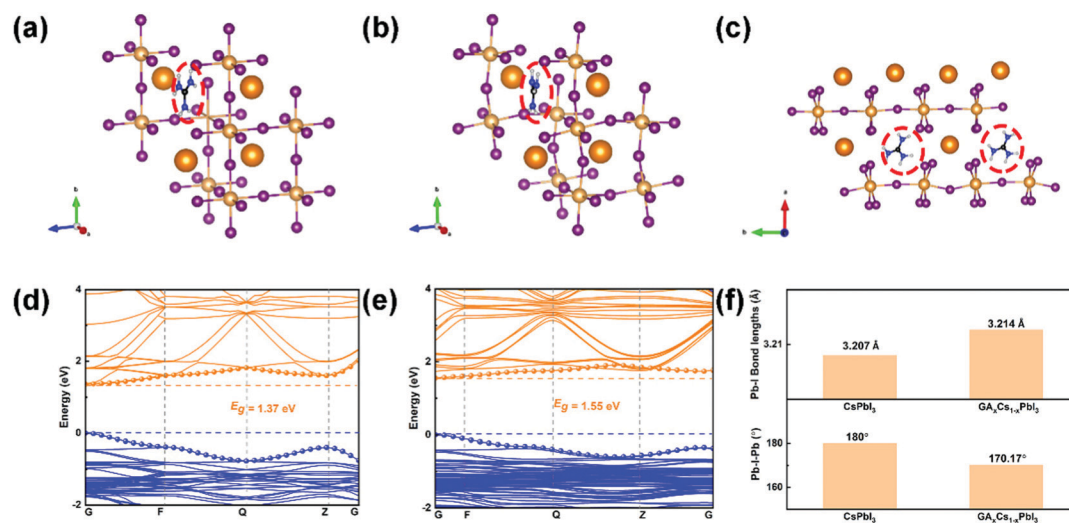 (a)
(b)
(c)
b
a
b
a
a
b
(d)
4
2
0
-2
Energy (eV)
E_g = 1.37 eV
G F Q Z G
(e)
4
2
0
-2
Energy (eV)
E_g = 1.55 eV
G F Q Z G
(f)
Pb-I Bond lengths (Å)
3.21
3.207 Å
3.214 Å
CsPbI₃ GAₓCs₁₋ₓPbI₃
Pb-I-Pb (°)
180
160
180°
170.17°
CsPbI₃ GAₓCs₁₋ₓPbI₃